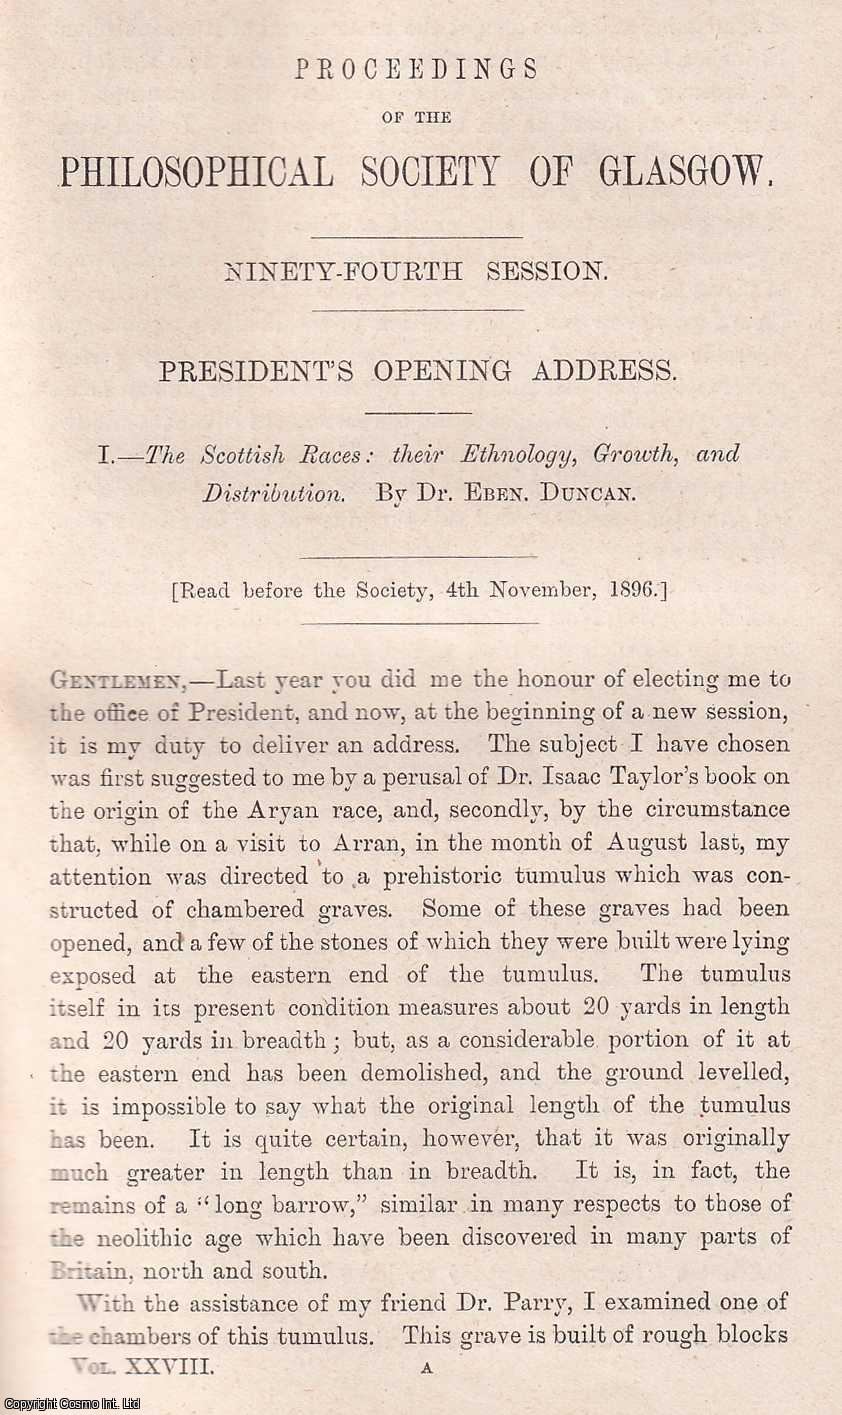 PROCEEDINGS
OF THE
PHILOSOPHICAL SOCIETY OF GLASGOW.
NINETY-FOURTH SESSION.
PRESIDENT'S OPENING ADDRESS.
I.—The Scottish Races: their Ethnology, Growth, and
Distribution. By Dr. EBEN. DUNCAN.
[Read before the Society, 4th November, 1896.]
GENTLEMEN,—Last year you did me the honour of electing me to
the office of President, and now, at the beginning of a new session,
it is my duty to deliver an address. The subject I have chosen
was first suggested to me by a perusal of Dr. Isaac Taylor's book on
the origin of the Aryan race, and, secondly, by the circumstance
that, while on a visit to Arran, in the month of August last, my
attention was directed to a prehistoric tumulus which was con-
structed of chambered graves. Some of these graves had been
opened, and a few of the stones of which they were built were lying
exposed at the eastern end of the tumulus. The tumulus
itself in its present condition measures about 20 yards in length
and 20 yards in breadth; but, as a considerable portion of it at
the eastern end has been demolished, and the ground levelled,
it is impossible to say what the original length of the tumulus
has been. It is quite certain, however, that it was originally
much greater in length than in breadth. It is, in fact, the
remains of a "long barrow," similar in many respects to those of
the neolithic age which have been discovered in many parts of
Britain, north and south.
With the assistance of my friend Dr. Parry, I examined one of
the chambers of this tumulus. This grave is built of rough blocks
VOL. XXVIII. A
Copyright Cosmo Int. Ltd